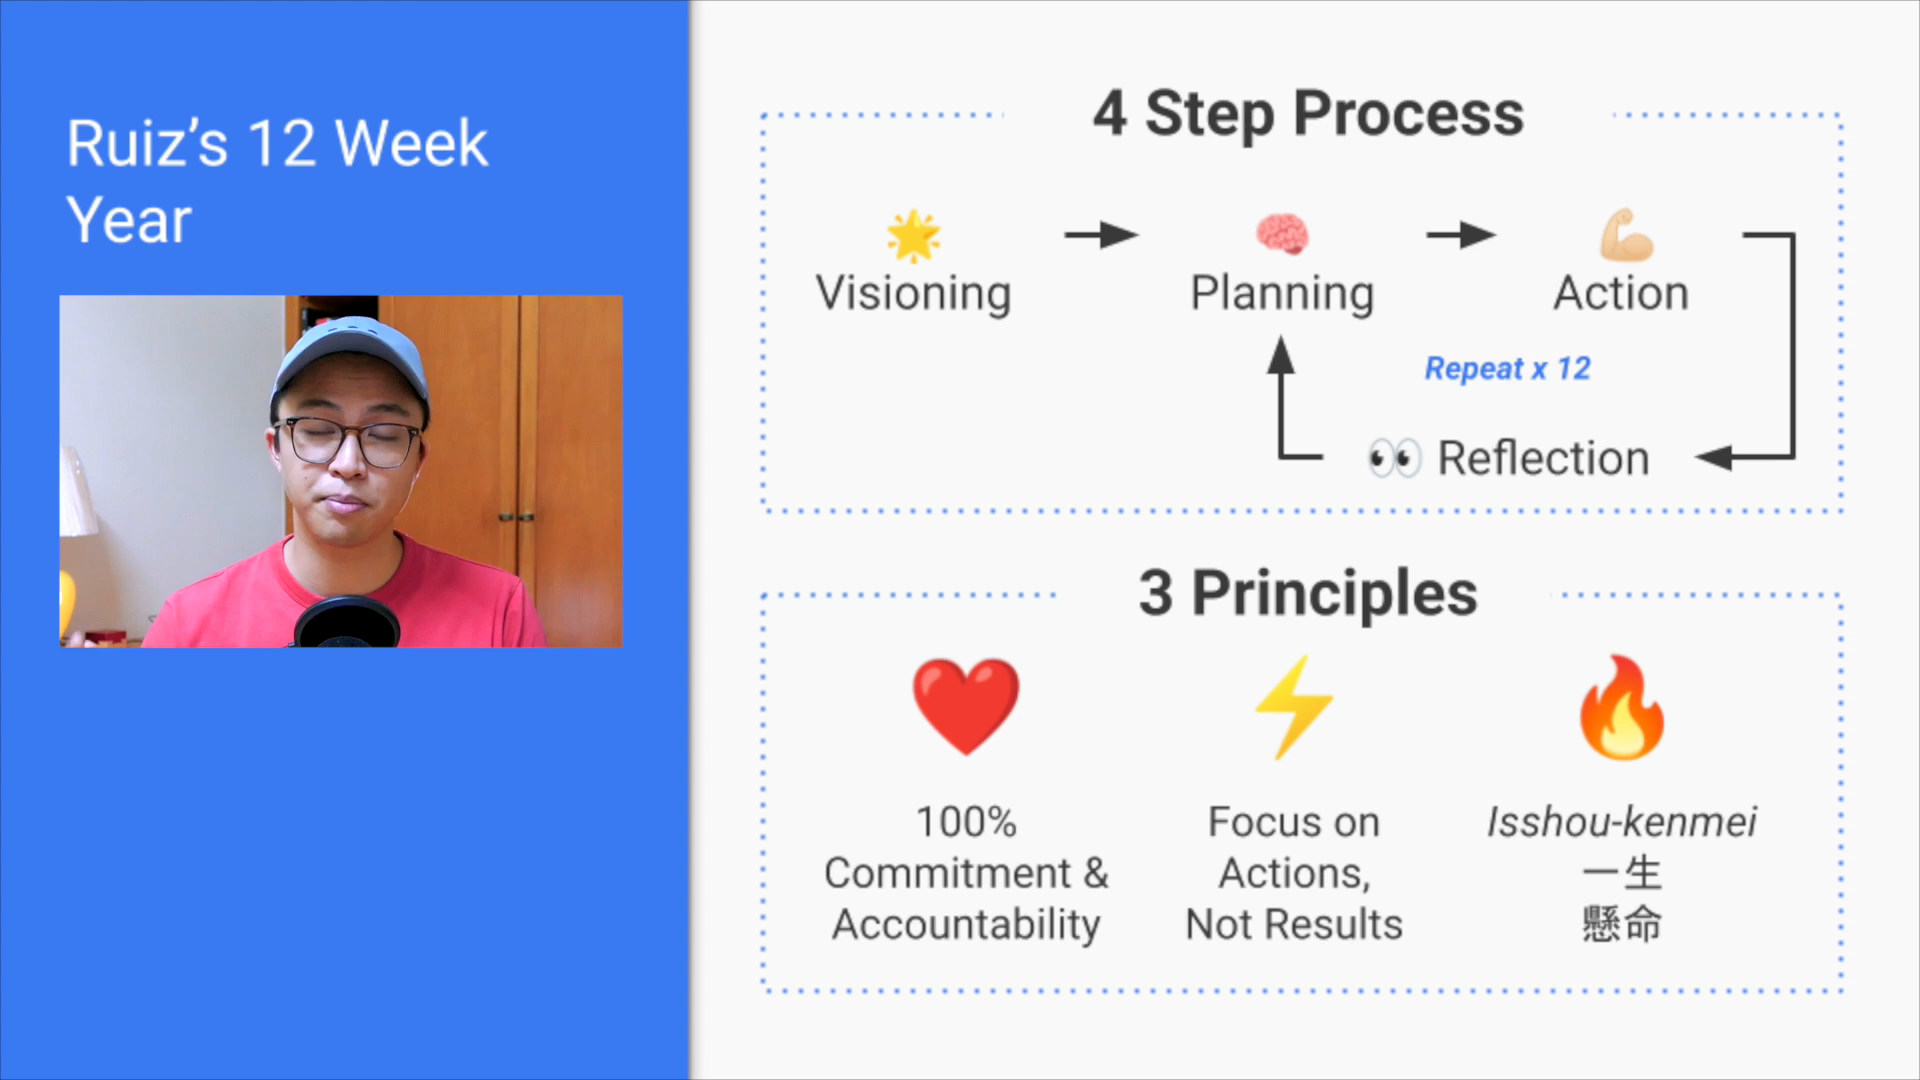 Ruiz’s 12 Week
Year
4 Step Process
Visioning
Planning
Action
Repeat x 12
Reflection
3 Principles
100%
Commitment &
Accountability
Focus on
Actions,
Not Results
Isshou-kenmei
一生
懸命